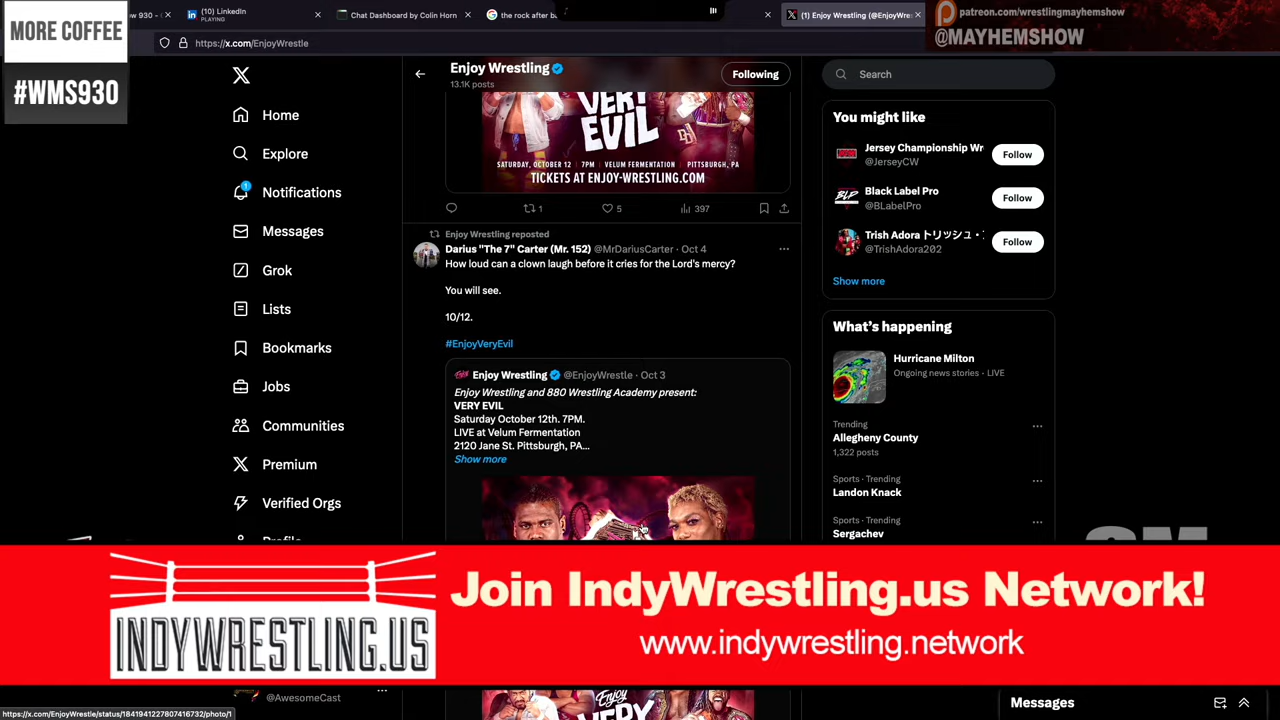 MORE COFFEE
#WMS930
LinkedIn
PLAYING
Chat Dashboard by Colin Horn
the rock after b
(1) Enjoy Wrestling (@EnjoyWre
patreon.com/wrestlingmayhemshow
@MAYHEMSHOW
https://x.com/EnjoyWrestle
Home
Explore
1
Notifications
Messages
Grok
Lists
Bookmarks
Jobs
Communities
Premium
Verified Orgs
Profile
@AwesomeCast
Enjoy Wrestling
13.1K posts
Following
VERY
EVIL
SATURDAY, OCTOBER 12 | 7PM | VELUM FERMENTATION | PITTSBURGH, PA
TICKETS AT ENJOY-WRESTLING.COM
1
5
397
Enjoy Wrestling reposted
Darius "The 7" Carter (Mr. 152) @MrDariusCarter · Oct 4
How loud can a clown laugh before it cries for the Lord's mercy?
You will see.
10/12.
#EnjoyVeryEvil
Enjoy Wrestling @EnjoyWrestle · Oct 3
Enjoy Wrestling and 880 Wrestling Academy present:
VERY EVIL
Saturday October 12th. 7PM.
LIVE at Velum Fermentation
2120 Jane St. Pittsburgh, PA...
Show more
Enjoy
VERY
Search
You might like
Jersey Championship Wr
@JerseyCW
Follow
Black Label Pro
@BLabelPro
Follow
Trish Adora トリッシュ・
@TrishAdora202
Follow
Show more
What's happening
Hurricane Milton
Ongoing news stories · LIVE
Trending
Allegheny County
1,322 posts
Sports · Trending
Landon Knack
Sports · Trending
Sergachev
INDYWRESTLING.US
Join IndyWrestling.us Network!
www.indywrestling.network
Messages
https://x.com/EnjoyWrestle/status/1841941227807416732/photo/1